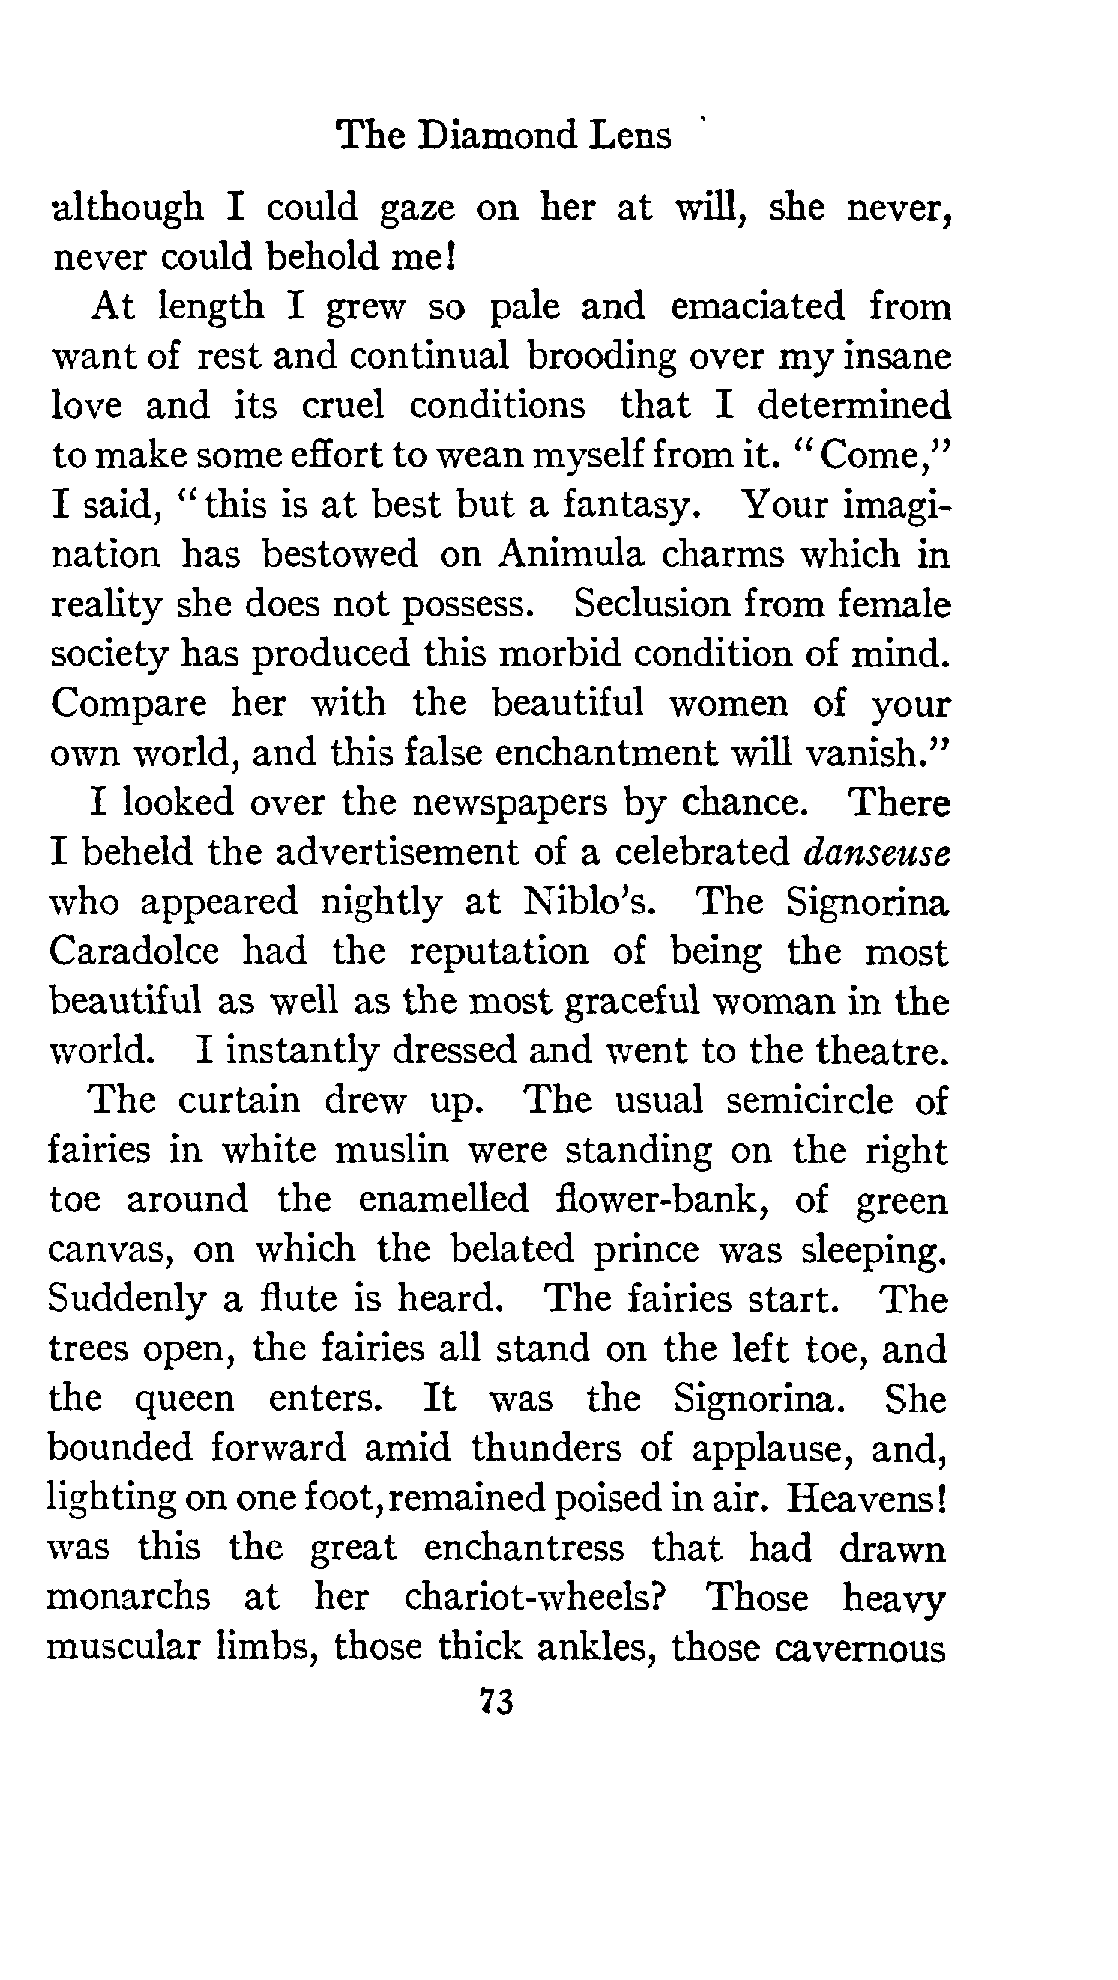 The Diamond Lens
although I could gaze on her at will, she never,
never could behold me!
At length I grew so pale and emaciated from
want of rest and continual brooding over my insane
love and its cruel conditions that I determined
to make some effort to wean myself from it. "Come,"
I said, "this is at best but a fantasy. Your imagi-
nation has bestowed on Animula charms which in
reality she does not possess. Seclusion from female
society has produced this morbid condition of mind.
Compare her with the beautiful women of your
own world, and this false enchantment will vanish."
I looked over the newspapers by chance. There
I beheld the advertisement of a celebrated danseuse
who appeared nightly at Niblo's. The Signorina
Caradolce had the reputation of being the most
beautiful as well as the most graceful woman in the
world. I instantly dressed and went to the theatre.
The curtain drew up. The usual semicircle of
fairies in white muslin were standing on the right
toe around the enamelled flower-bank, of green
canvas, on which the belated prince was sleeping.
Suddenly a flute is heard. The fairies start. The
trees open, the fairies all stand on the left toe, and
the queen enters. It was the Signorina. She
bounded forward amid thunders of applause, and,
lighting on one foot, remained poised in air. Heavens!
was this the great enchantress that had drawn
monarchs at her chariot-wheels? Those heavy
muscular limbs, those thick ankles, those cavernous
73